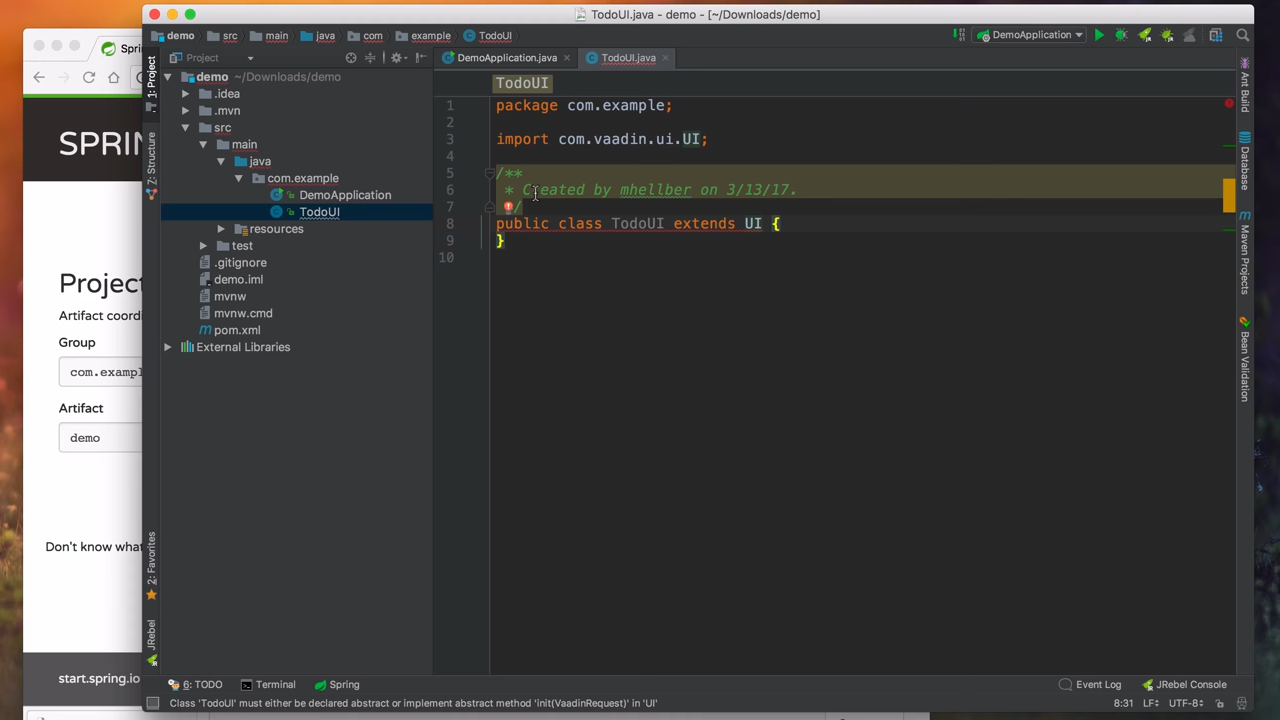 TodoUI.java - demo - [~/Downloads/demo]
demo src main java com example TodoUI
DemoApplication
Project
DemoApplication.java
TodoUI.java
1: Project
7: Structure
2: Favorites
JRebel
demo ~/Downloads/demo
.idea
.mvn
src
main
java
com.example
DemoApplication
TodoUI
resources
test
.gitignore
demo.iml
mvnw
mvnw.cmd
pom.xml
External Libraries
TodoUI
1 package com.example;
2
3 import com.vaadin.ui.UI;
4
5 /**
6 * Created by mhellber on 3/13/17.
7 */
8 public class TodoUI extends UI {
9 }
10
Ant Build
Database
Maven Projects
Bean Validation
6: TODO
Terminal
Spring
Event Log
JRebel Console
Class 'TodoUI' must either be declared abstract or implement abstract method 'init(VaadinRequest)' in 'UI'
8:31 LF÷ UTF-8÷
Spri
SPRIN
Project
Artifact coordi
Group
com.exampl
Artifact
demo
Don't know what
start.spring.io